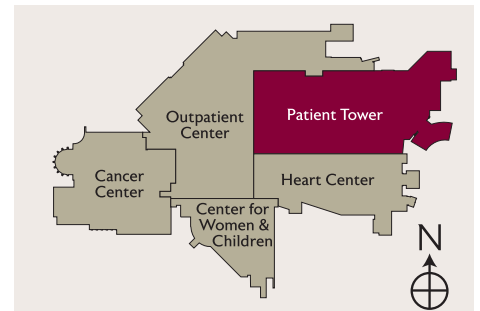 Outpatient
Center
Patient Tower
Cancer
Center
Heart Center
Center for
Women &
Children
N